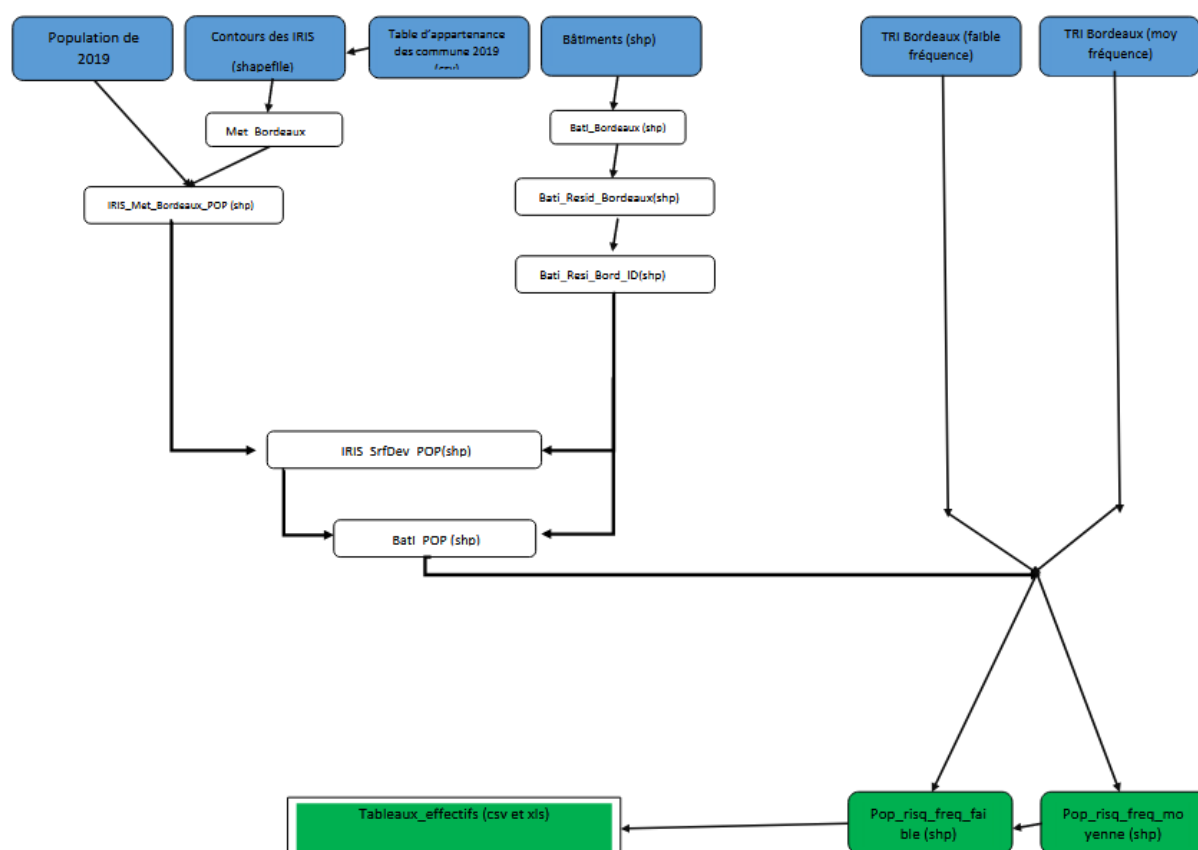 Population de
2019
Contours des IRIS
(shapefile)
Table d'appartenance
des commune 2019
(csv)
Bâtiments (shp)
TRI Bordeaux (faible
fréquence)
TRI Bordeaux (moy
fréquence)
Met_Bordeaux
Bati_Bordeaux (shp)
IRIS_Met_Bordeaux_POP (shp)
Bati_Resid_Bordeaux(shp)
Bati_Resi_Bord_ID(shp)
IRIS_SrfDev_POP(shp)
Bati_POP (shp)
Tableaux_effectifs (csv et xls)
Pop_risq_freq_fai
ble (shp)
Pop_risq_freq_mo
yenne (shp)